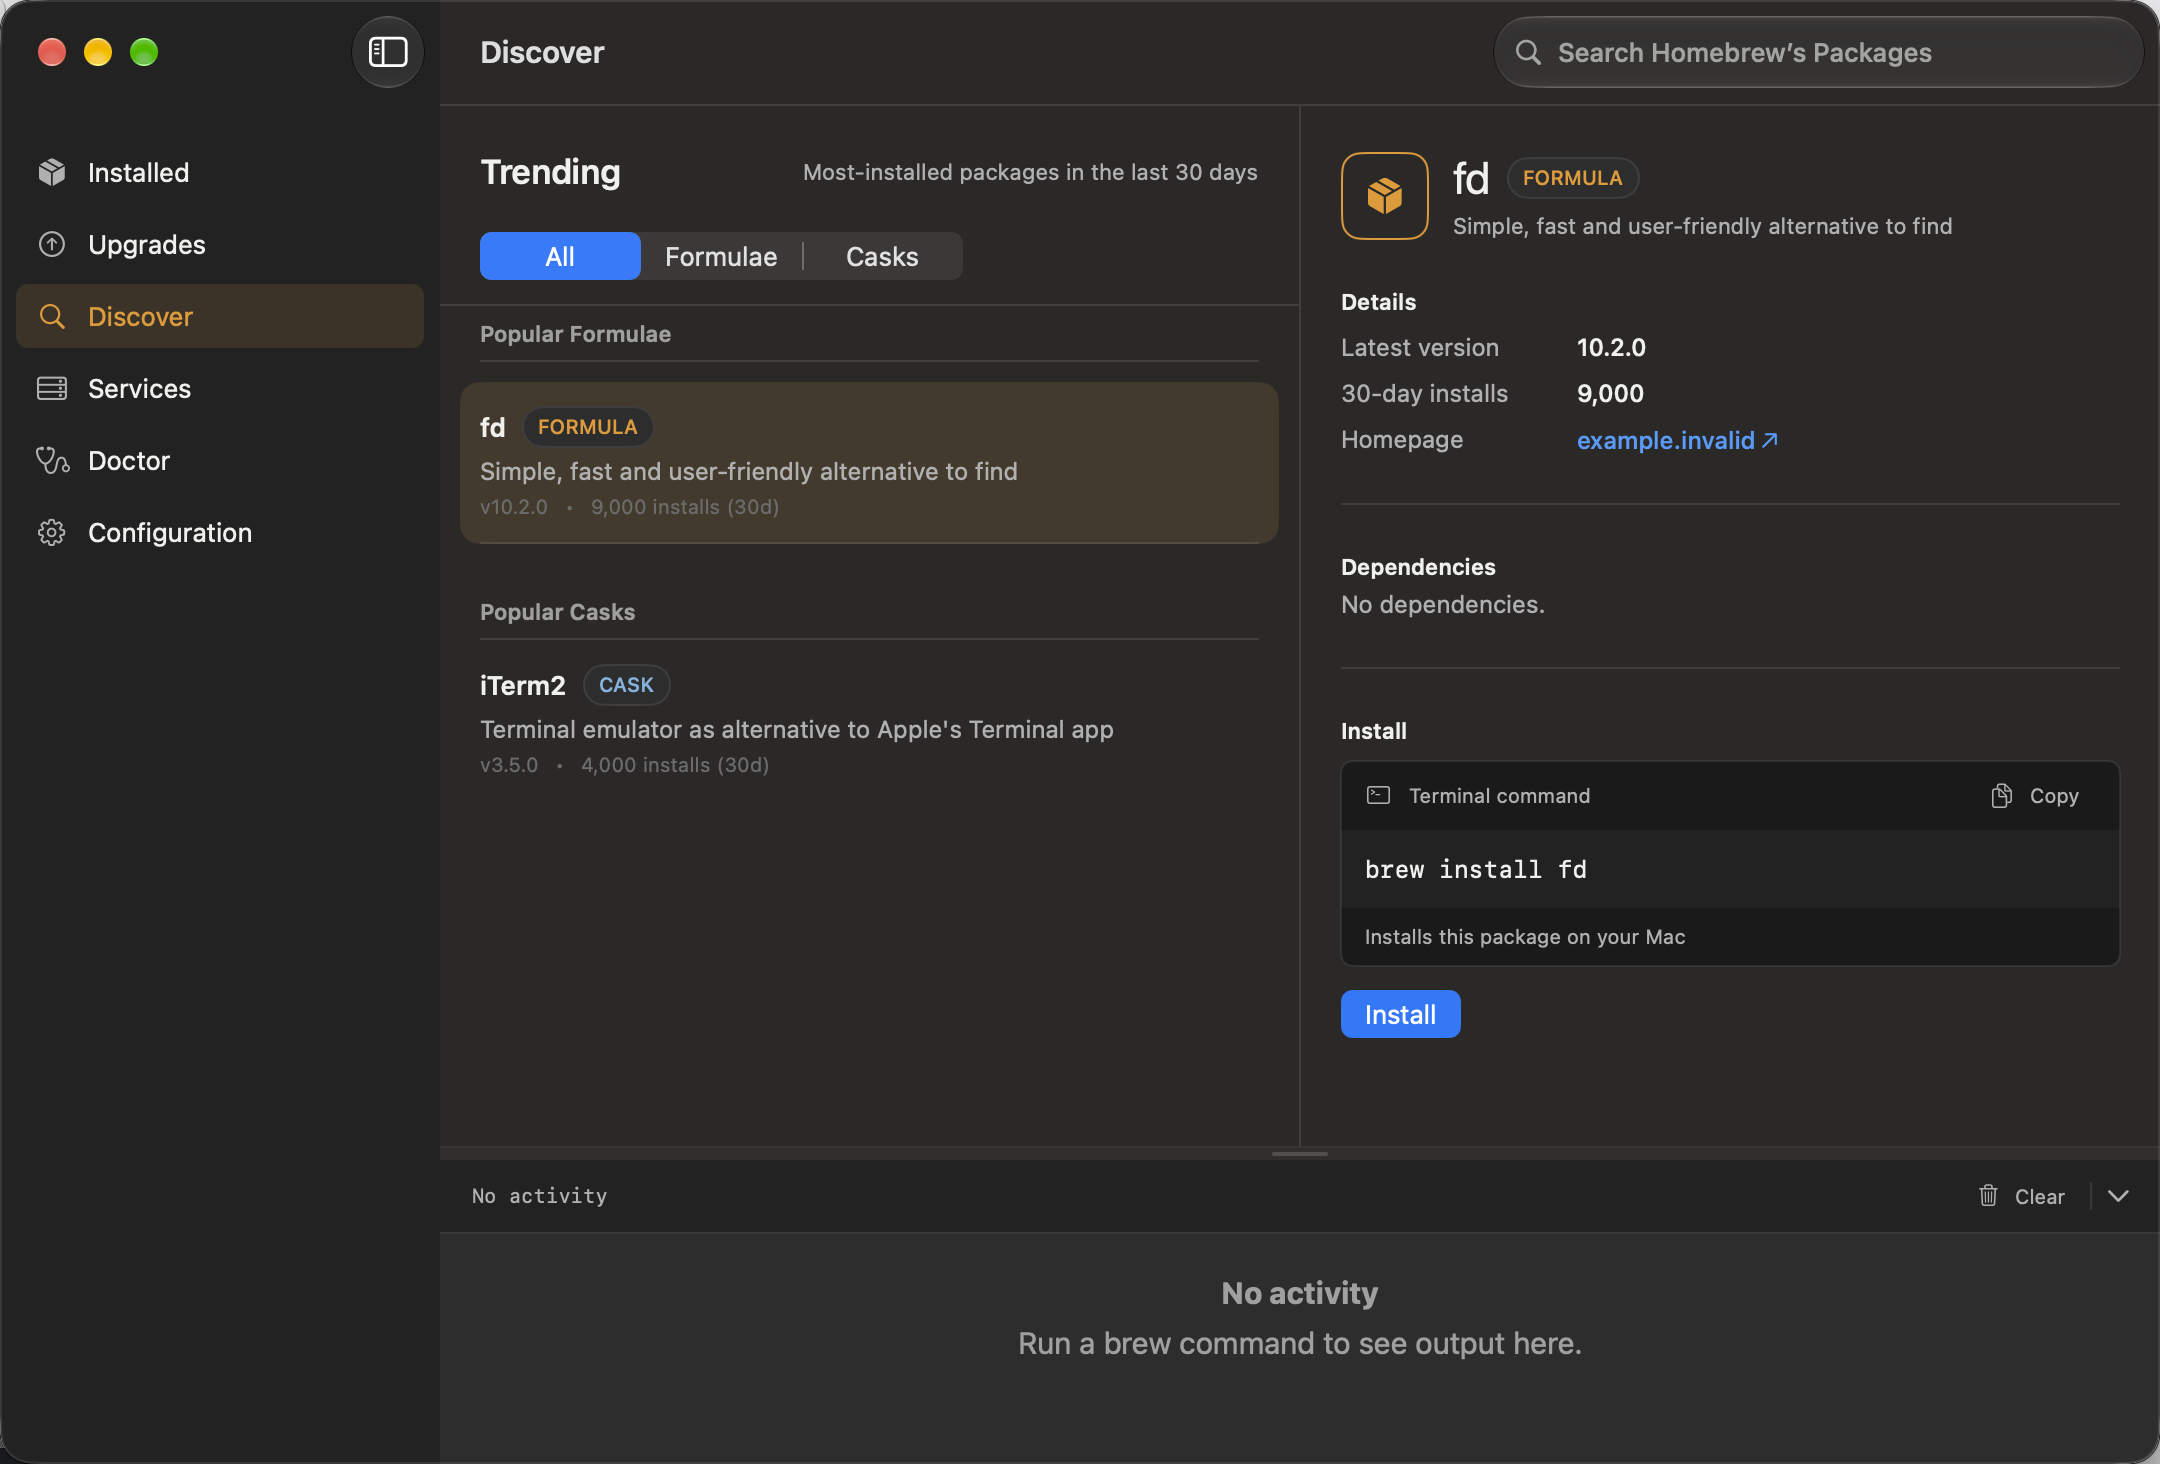 Discover
Search Homebrew’s Packages
Installed
Upgrades
Discover
Services
Doctor
Configuration
Trending
Most-installed packages in the last 30 days
All
Formulae
Casks
Popular Formulae
fd FORMULA
Simple, fast and user-friendly alternative to find
v10.2.0 • 9,000 installs (30d)
Popular Casks
iTerm2 CASK
Terminal emulator as alternative to Apple's Terminal app
v3.5.0 • 4,000 installs (30d)
fd FORMULA
Simple, fast and user-friendly alternative to find
Details
Latest version 10.2.0
30-day installs 9,000
Homepage example.invalid
Dependencies
No dependencies.
Install
Terminal command
Copy
brew install fd
Installs this package on your Mac
Install
No activity
Clear
No activity
Run a brew command to see output here.